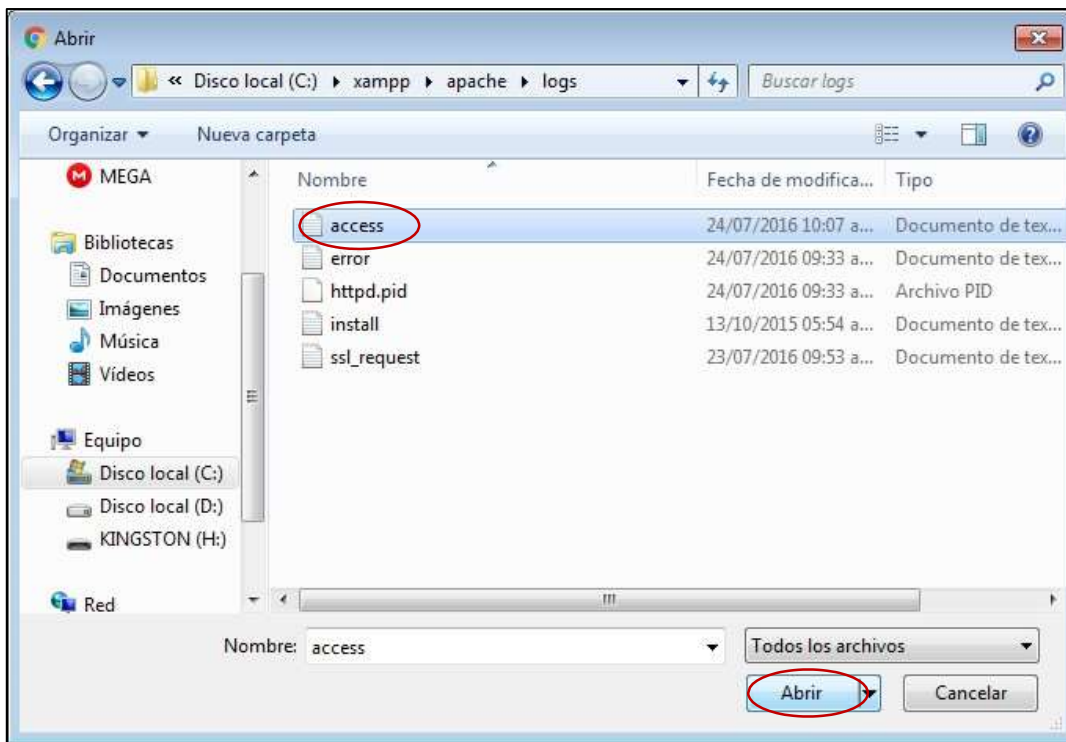 Abrir
« Disco local (C:) xampp apache logs Buscar logs
Organizar Nueva carpeta
MEGA
Bibliotecas
Documentos
Imágenes
Música
Vídeos
Equipo
Disco local (C:)
Disco local (D:)
KINGSTON (H:)
Red
Nombre Fecha de modifica... Tipo
access 24/07/2016 10:07 a... Documento de tex...
error 24/07/2016 09:33 a... Documento de tex...
httpd.pid 24/07/2016 09:33 a... Archivo PID
install 13/10/2015 05:54 a... Documento de tex...
ssl_request 23/07/2016 09:53 a... Documento de tex...
Nombre: access Todos los archivos
Abrir Cancelar